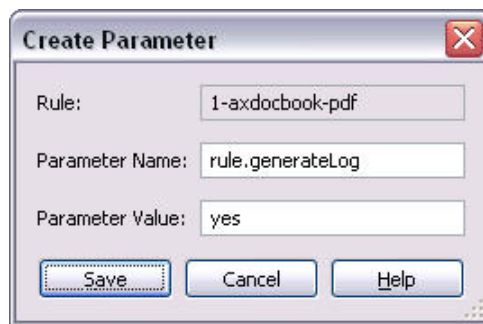 Create Parameter
Rule: 1-axdocbook-pdf
Parameter Name: rule.generateLog
Parameter Value: yes
Save Cancel Help